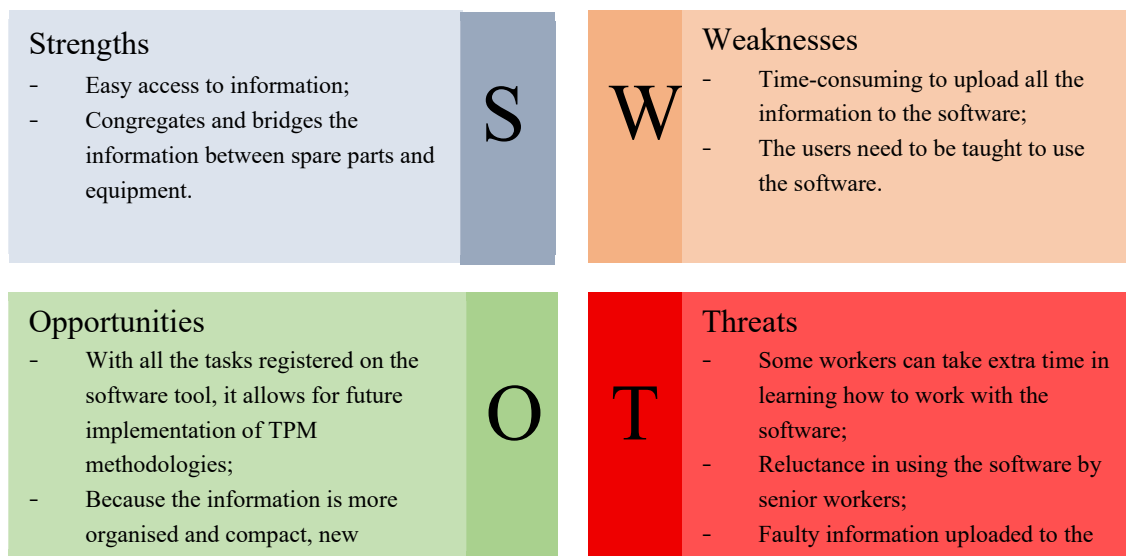 Strengths
- Easy access to information;
- Congregates and bridges the
information between spare parts and
equipment.
S
W
Weaknesses
- Time-consuming to upload all the
information to the software;
- The users need to be taught to use
the software.
Opportunities
- With all the tasks registered on the
software tool, it allows for future
implementation of TPM
methodologies;
- Because the information is more
organised and compact, new
O
T
Threats
- Some workers can take extra time in
learning how to work with the
software;
- Reluctance in using the software by
senior workers;
- Faulty information uploaded to the